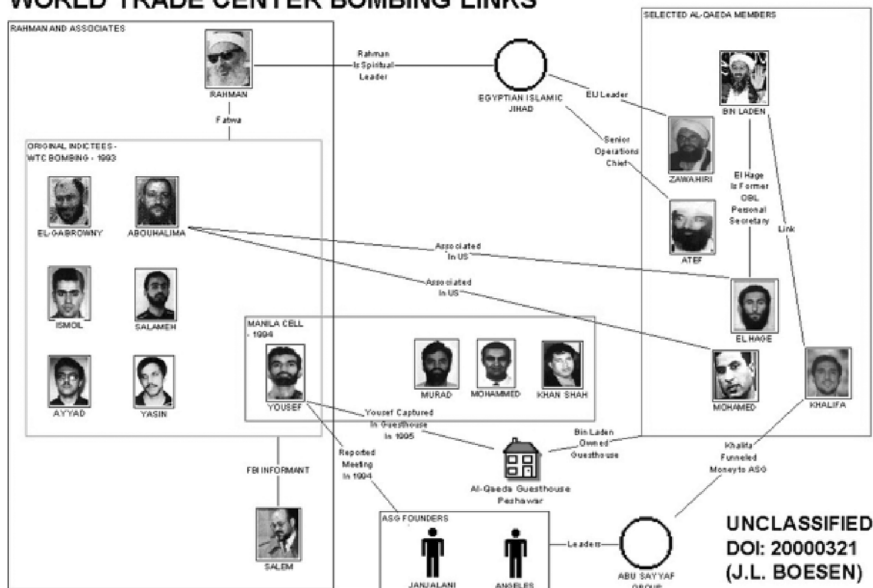 WORLD TRADE CENTER BOMBING LINKS
RAHMAN AND ASSOCIATES
SELECTED AL-QAEDA MEMBERS
RAHMAN
Rahman
Is Spiritual
Leader
EGYPTIAN ISLAMIC
JIHAD
EIJ Leader
BIN LADEN
Fatwa
Senior
Operations
Chief
ZAWAHIRI
ORIGINAL INDICTEES -
WTC BOMBING - 1993
El Hage
Is Former
OBL
Personal
Secretary
Link
EL-GABROWNY
ABOUHALIMA
ATEF
Associated
In US
Associated
In US
ISMOIL
SALAMEH
EL HAGE
MANILA CELL
- 1994
AYYAD
YASIN
YOUSEF
MURAD
MOHAMMED
KHAN SHAH
MOHAMED
KHALIFA
Yousef Captured
In Guesthouse
In 1995
Bin Laden
Owned
Guesthouse
Reported
Meeting
In 1994
Khalifa
Funneled
Money to ASG
FBI INFORMANT
Al-Qaeda Guesthouse
Peshawar
SALEM
ASG FOUNDERS
JANJALANI
ANGELES
Leaders
ABU SAYYAF
GROUP
UNCLASSIFIED
DOI: 20000321
(J.L. BOESEN)